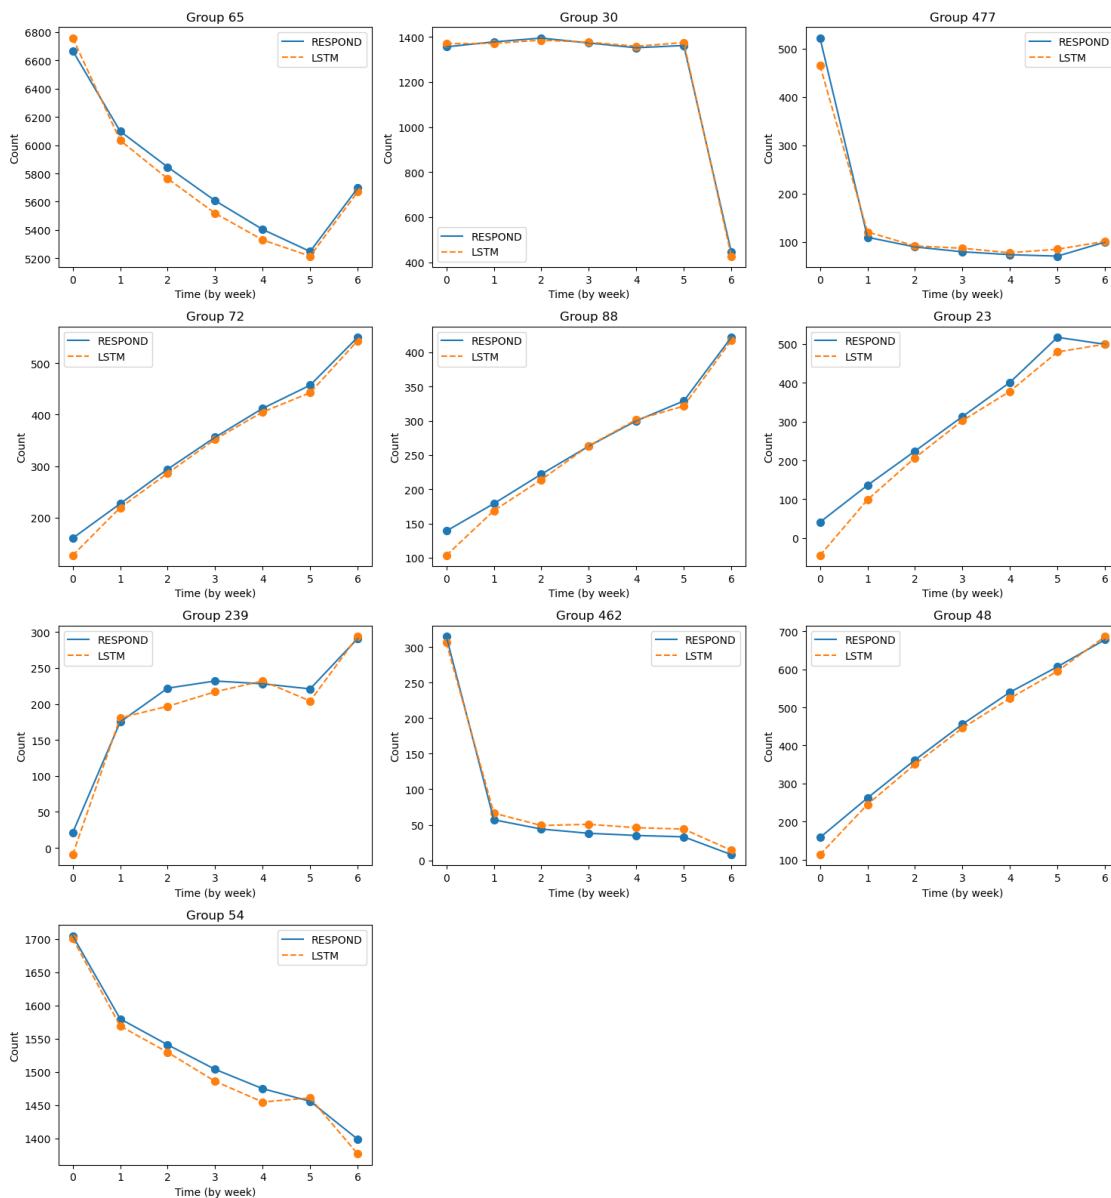 Group 65
6800
6600
6400
6200
6000
5800
5600
5400
5200
Count
0 1 2 3 4 5 6
Time (by week)
RESPOND
LSTM
Group 30
1400
1200
1000
800
600
400
Count
0 1 2 3 4 5 6
Time (by week)
RESPOND
LSTM
Group 477
500
400
300
200
100
Count
0 1 2 3 4 5 6
Time (by week)
RESPOND
LSTM
Group 72
500
400
300
200
Count
0 1 2 3 4 5 6
Time (by week)
RESPOND
LSTM
Group 88
400
350
300
250
200
150
100
Count
0 1 2 3 4 5 6
Time (by week)
RESPOND
LSTM
Group 23
500
400
300
200
100
0
Count
0 1 2 3 4 5 6
Time (by week)
RESPOND
LSTM
Group 239
300
250
200
150
100
50
0
Count
0 1 2 3 4 5 6
Time (by week)
RESPOND
LSTM
Group 462
300
250
200
150
100
50
0
Count
0 1 2 3 4 5 6
Time (by week)
RESPOND
LSTM
Group 48
700
600
500
400
300
200
100
Count
0 1 2 3 4 5 6
Time (by week)
RESPOND
LSTM
Group 54
1700
1650
1600
1550
1500
1450
1400
Count
0 1 2 3 4 5 6
Time (by week)
RESPOND
LSTM